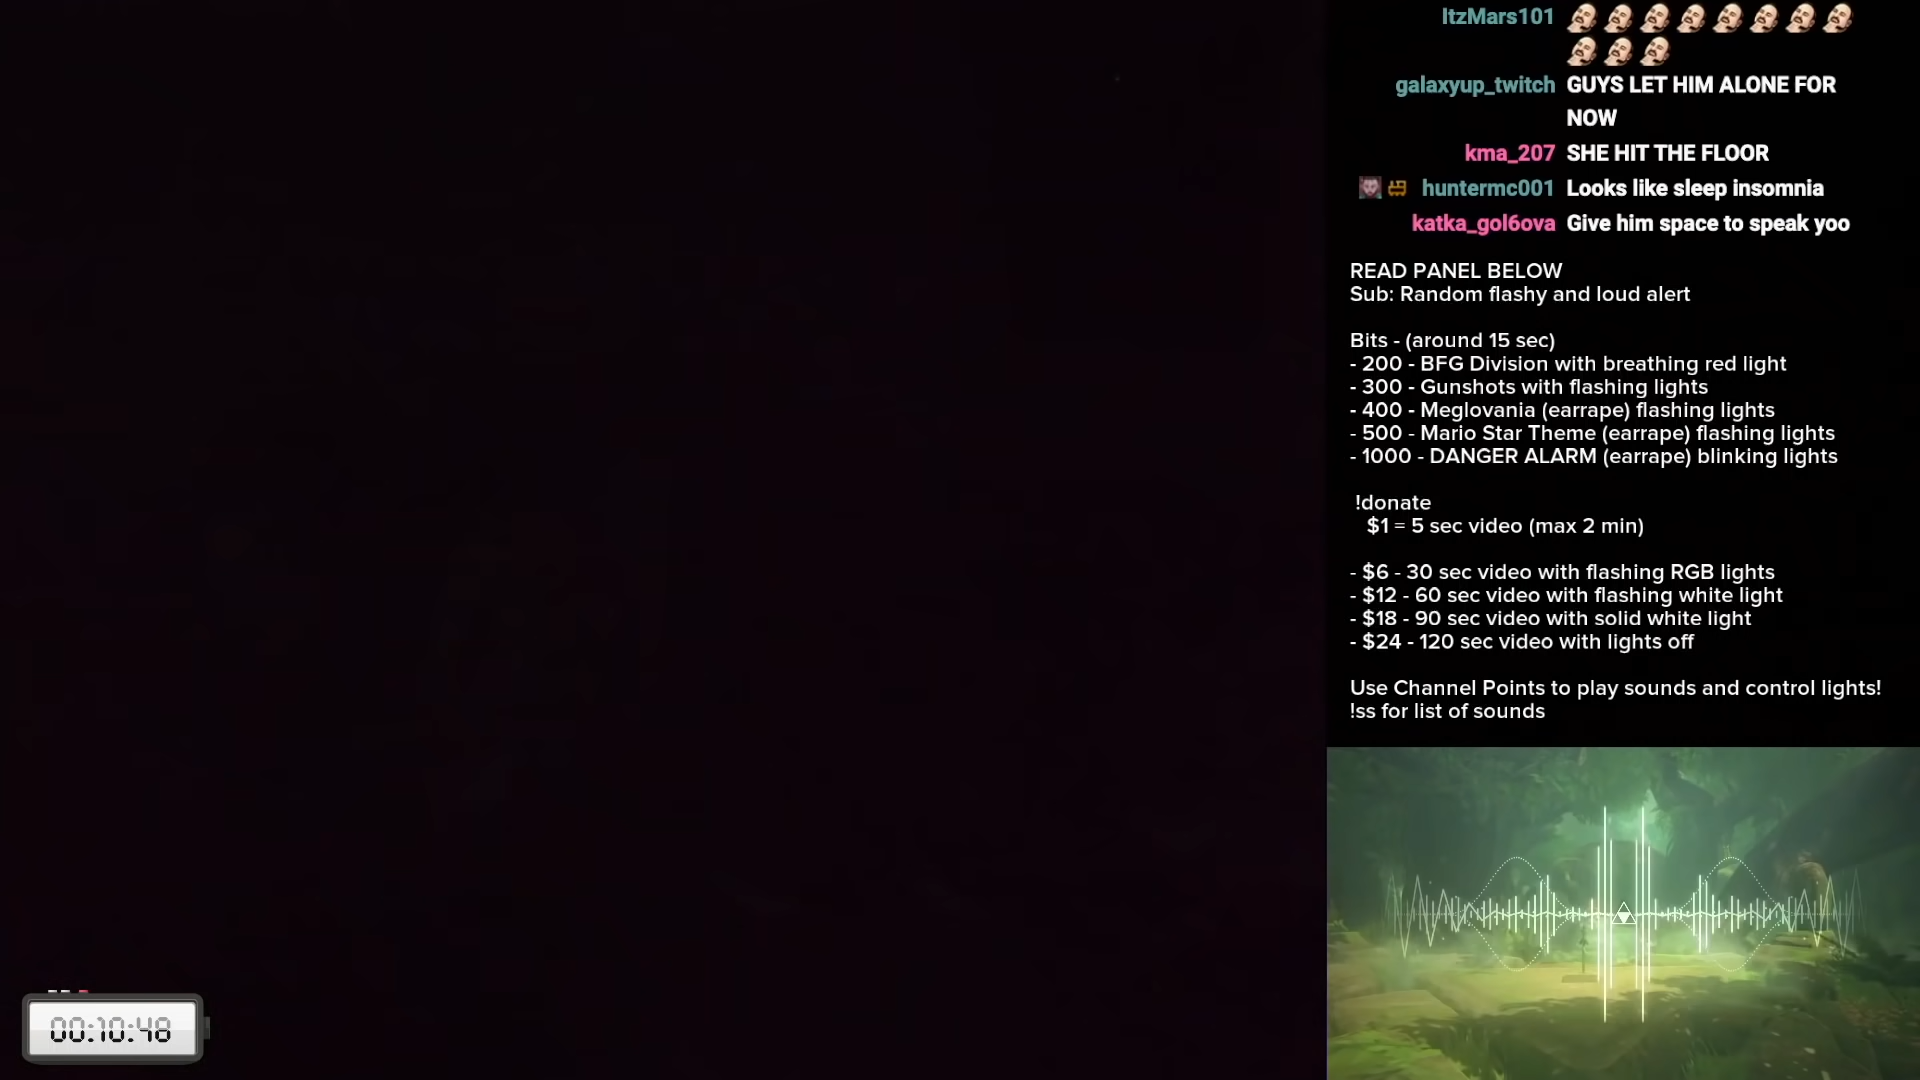 ItzMars101
galaxyup_twitch GUYS LET HIM ALONE FOR
NOW
kma_207 SHE HIT THE FLOOR
huntermc001 Looks like sleep insomnia
katka_gol6ova Give him space to speak yoo
READ PANEL BELOW
Sub: Random flashy and loud alert
Bits - (around 15 sec)
- 200 - BFG Division with breathing red light
- 300 - Gunshots with flashing lights
- 400 - Meglovania (earrape) flashing lights
- 500 - Mario Star Theme (earrape) flashing lights
- 1000 - DANGER ALARM (earrape) blinking lights
!donate
$1 = 5 sec video (max 2 min)
- $6 - 30 sec video with flashing RGB lights
- $12 - 60 sec video with flashing white light
- $18 - 90 sec video with solid white light
- $24 - 120 sec video with lights off
Use Channel Points to play sounds and control lights!
!ss for list of sounds
00:10:48